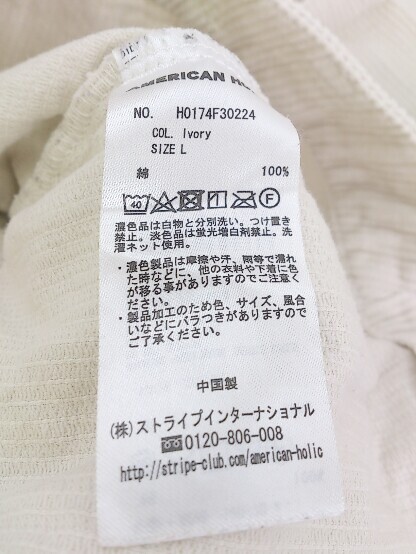 AMERICAN HO
NO. H0174F30224
COL. Ivory
SIZE L
綿 100%
40 F
濃色品は白物と分別洗い。つけ置き
禁止。淡色品は蛍光増白剤禁止。洗
濯ネット使用。
・濃色製品は摩擦や汗、雨等で濡れ
た時などに、他の衣料や下着に色
が移る事がありますのでご注意く
ださい。
・製品加工のため色、サイズ、風合
いなどにバラつきがありますので
ご了承ください。
中国製
(株)ストライプインターナショナル
0120-806-008
http://stripe-club.com/american-holic